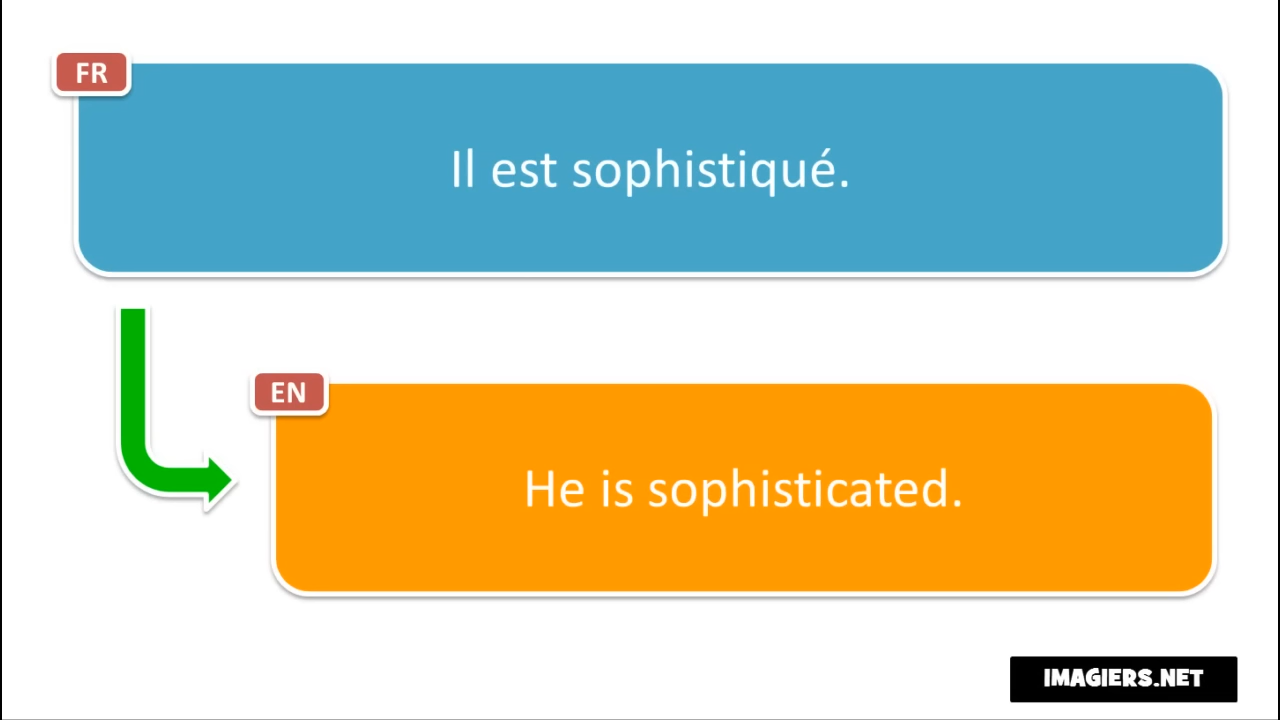 FR
Il est sophistiqué.
EN
He is sophisticated.
IMAGIERS.NET